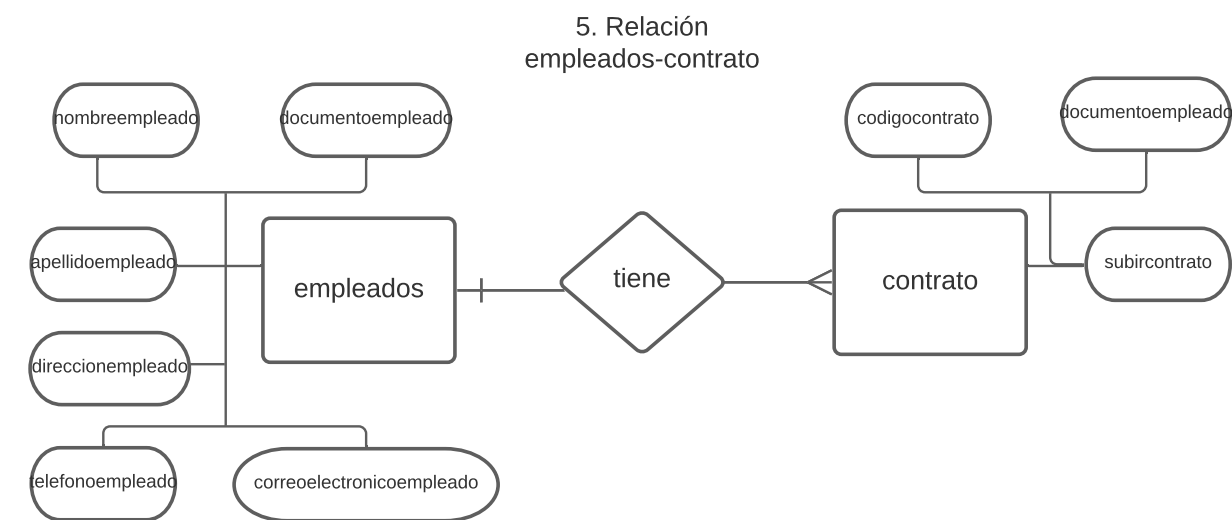 5. Relación
empleados-contrato
nombreempleado
documentoempleado
codigocontrato
documentoempleado
apellidoempleado
empleados
tiene
contrato
subircontrato
direccionempleado
telefonoempleado
correoelectronicoempleado